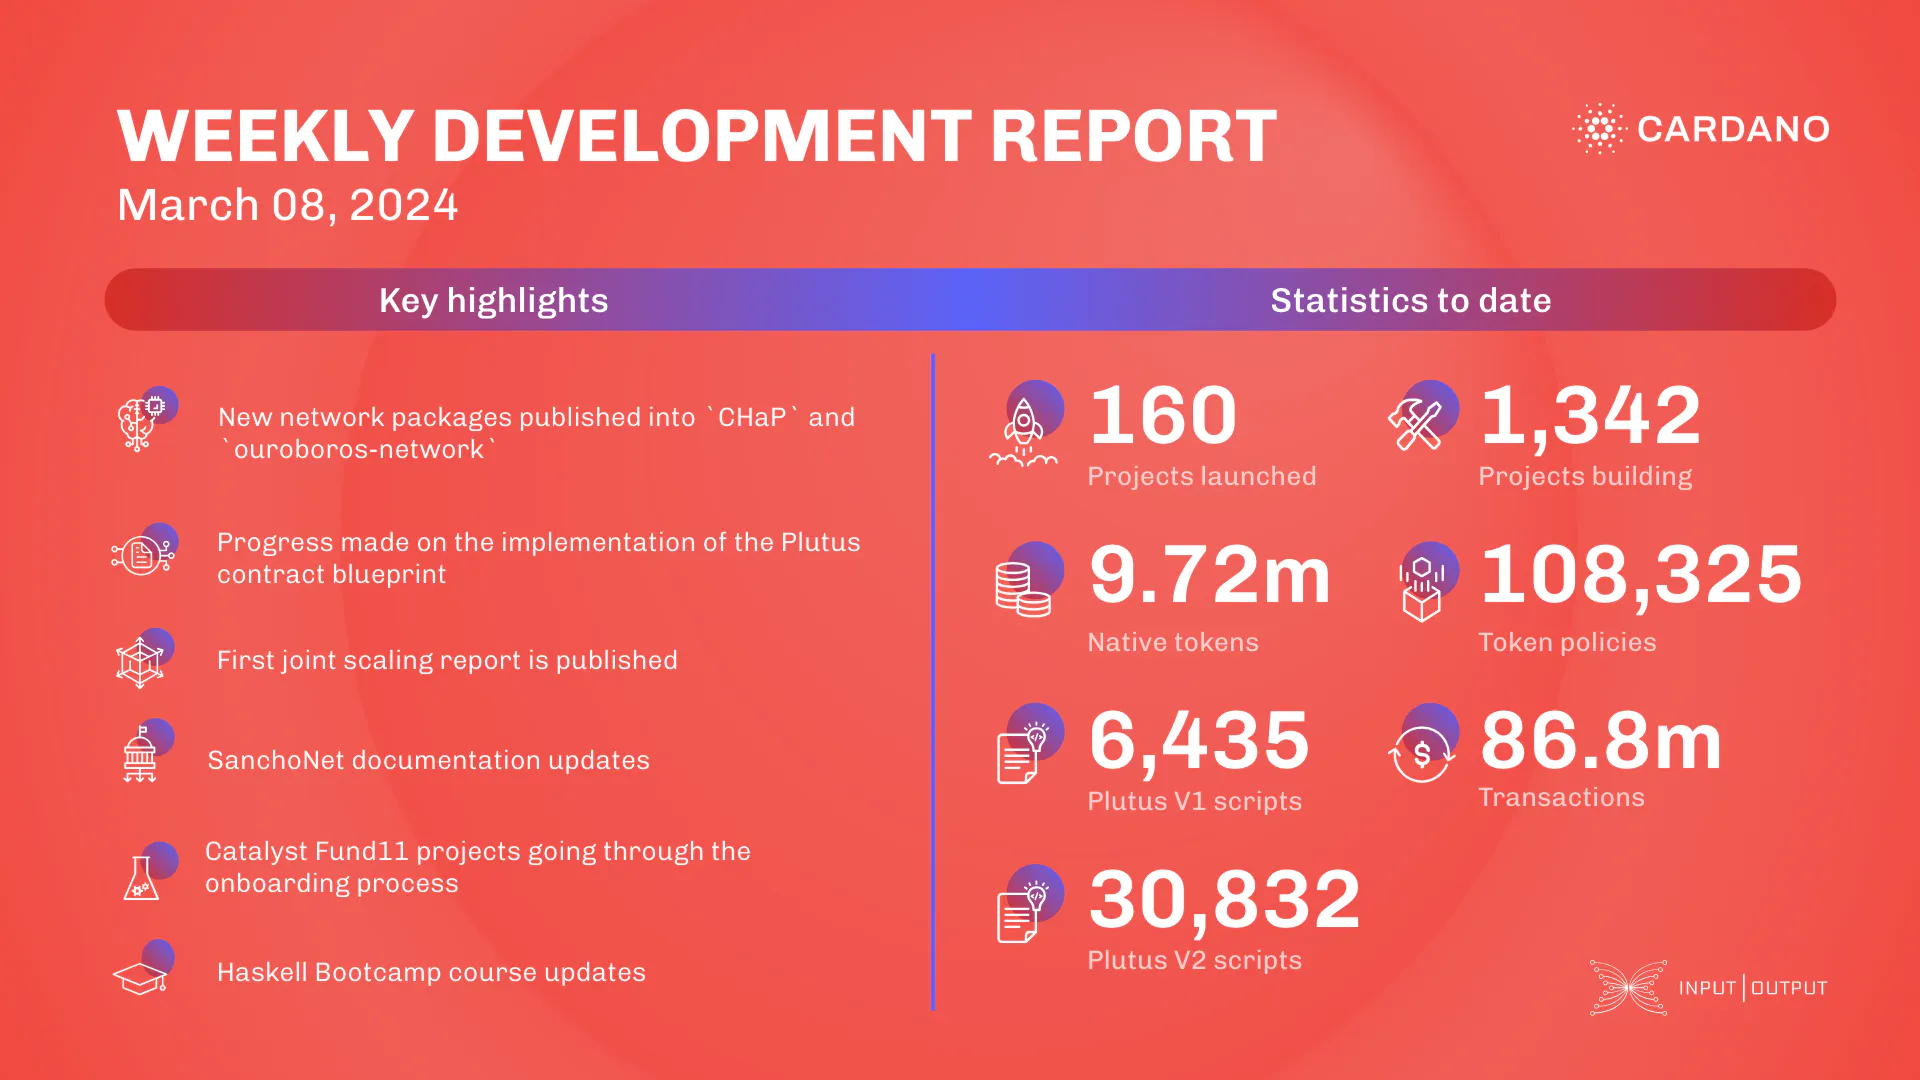 WEEKLY DEVELOPMENT REPORT
March 08, 2024
CARDANO
Key highlights
Statistics to date
New network packages published into `CHaP` and
`ouroboros-network`
Progress made on the implementation of the Plutus
contract blueprint
First joint scaling report is published
SanchoNet documentation updates
Catalyst Fund11 projects going through the
onboarding process
Haskell Bootcamp course updates
160
Projects launched
1,342
Projects building
9.72m
Native tokens
108,325
Token policies
6,435
Plutus V1 scripts
86.8m
Transactions
30,832
Plutus V2 scripts
INPUT|OUTPUT